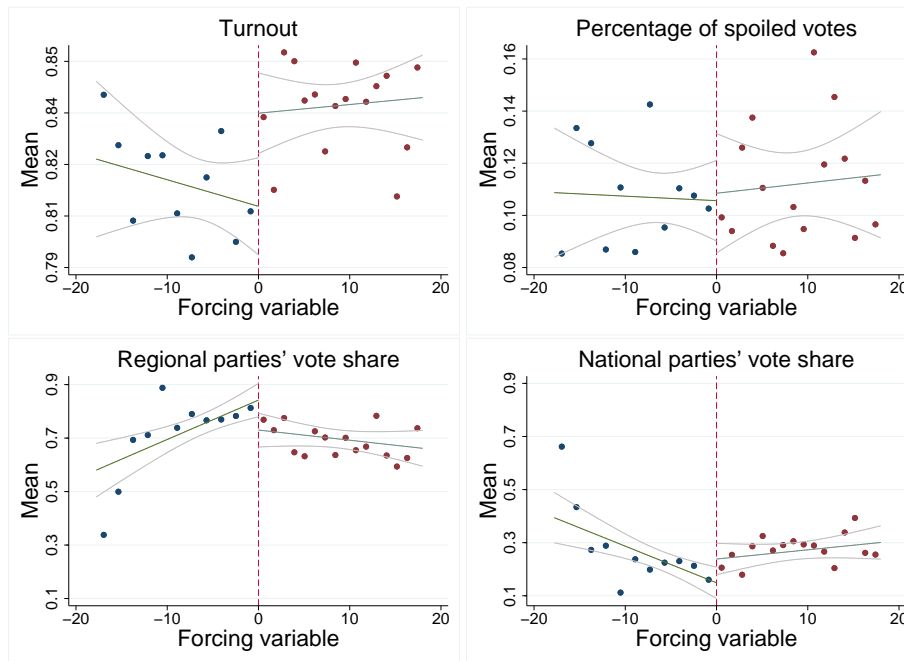 Turnout
Mean
0.85
0.84
0.82
0.81
0.79
−20 −10 0 10 20
Forcing variable
Percentage of spoiled votes
Mean
0.16
0.14
0.12
0.10
0.08
−20 −10 0 10 20
Forcing variable
Regional parties’ vote share
Mean
0.9
0.7
0.5
0.3
0.1
−20 −10 0 10 20
Forcing variable
National parties’ vote share
Mean
0.9
0.7
0.5
0.3
0.1
−20 −10 0 10 20
Forcing variable